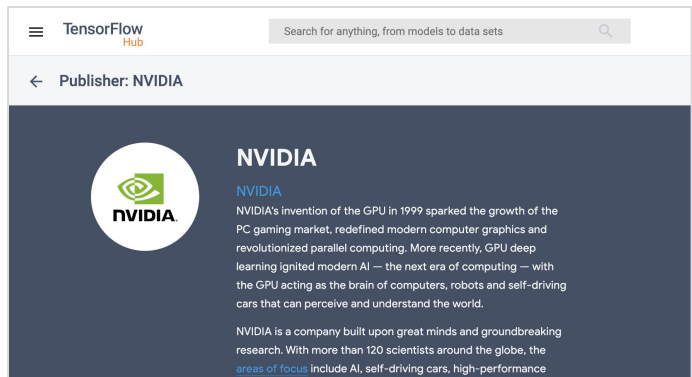 TensorFlow
Hub
Search for anything, from models to data sets
Publisher: NVIDIA
NVIDIA.
NVIDIA
NVIDIA
NVIDIA's invention of the GPU in 1999 sparked the growth of the
PC gaming market, redefined modern computer graphics and
revolutionized parallel computing. More recently, GPU deep
learning ignited modern AI — the next era of computing — with
the GPU acting as the brain of computers, robots and self-driving
cars that can perceive and understand the world.
NVIDIA is a company built upon great minds and groundbreaking
research. With more than 120 scientists around the globe, the
areas of focus include AI, self-driving cars, high-performance